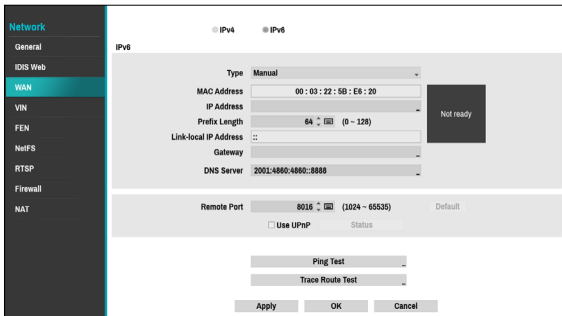 Network
General
IDIS Web
WAN
VIN
FEN
NetFS
RTSP
Firewall
NAT
IPv4 IPv6
IPv6
Type Manual
MAC Address 00 : 03 : 22 : 5B : E6 : 20
IP Address ...
Prefix Length 64 (0 ~ 128)
Link-local IP Address ::
Gateway ...
DNS Server 2001:4860:4860::8888 ...
Not ready
Remote Port 8016 (1024 ~ 65535) Default
Use UPnP Status
Ping Test ...
Trace Route Test ...
Apply OK Cancel